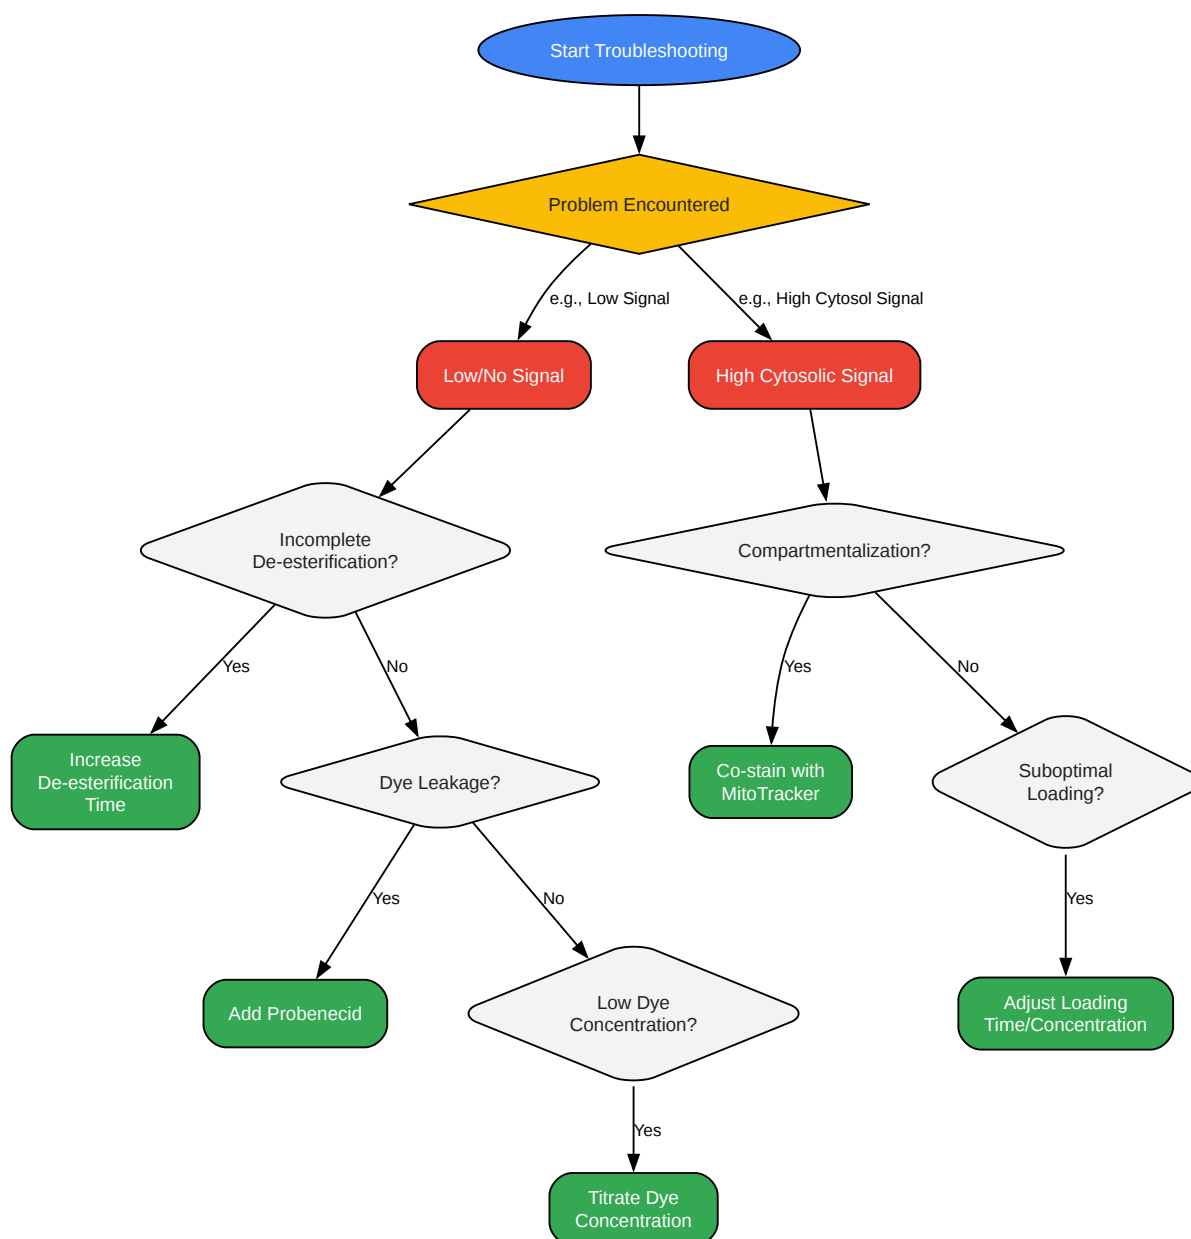 Start Troubleshooting
Problem Encountered
e.g., Low Signal
e.g., High Cytosol Signal
Low/No Signal
High Cytosolic Signal
Incomplete
De-esterification?
Compartmentalization?
Yes
No
Yes
No
Increase
De-esterification
Time
Dye Leakage?
Co-stain with
MitoTracker
Suboptimal
Loading?
Yes
No
Yes
Add Probenecid
Low Dye
Concentration?
Adjust Loading
Time/Concentration
Yes
Titrate Dye
Concentration